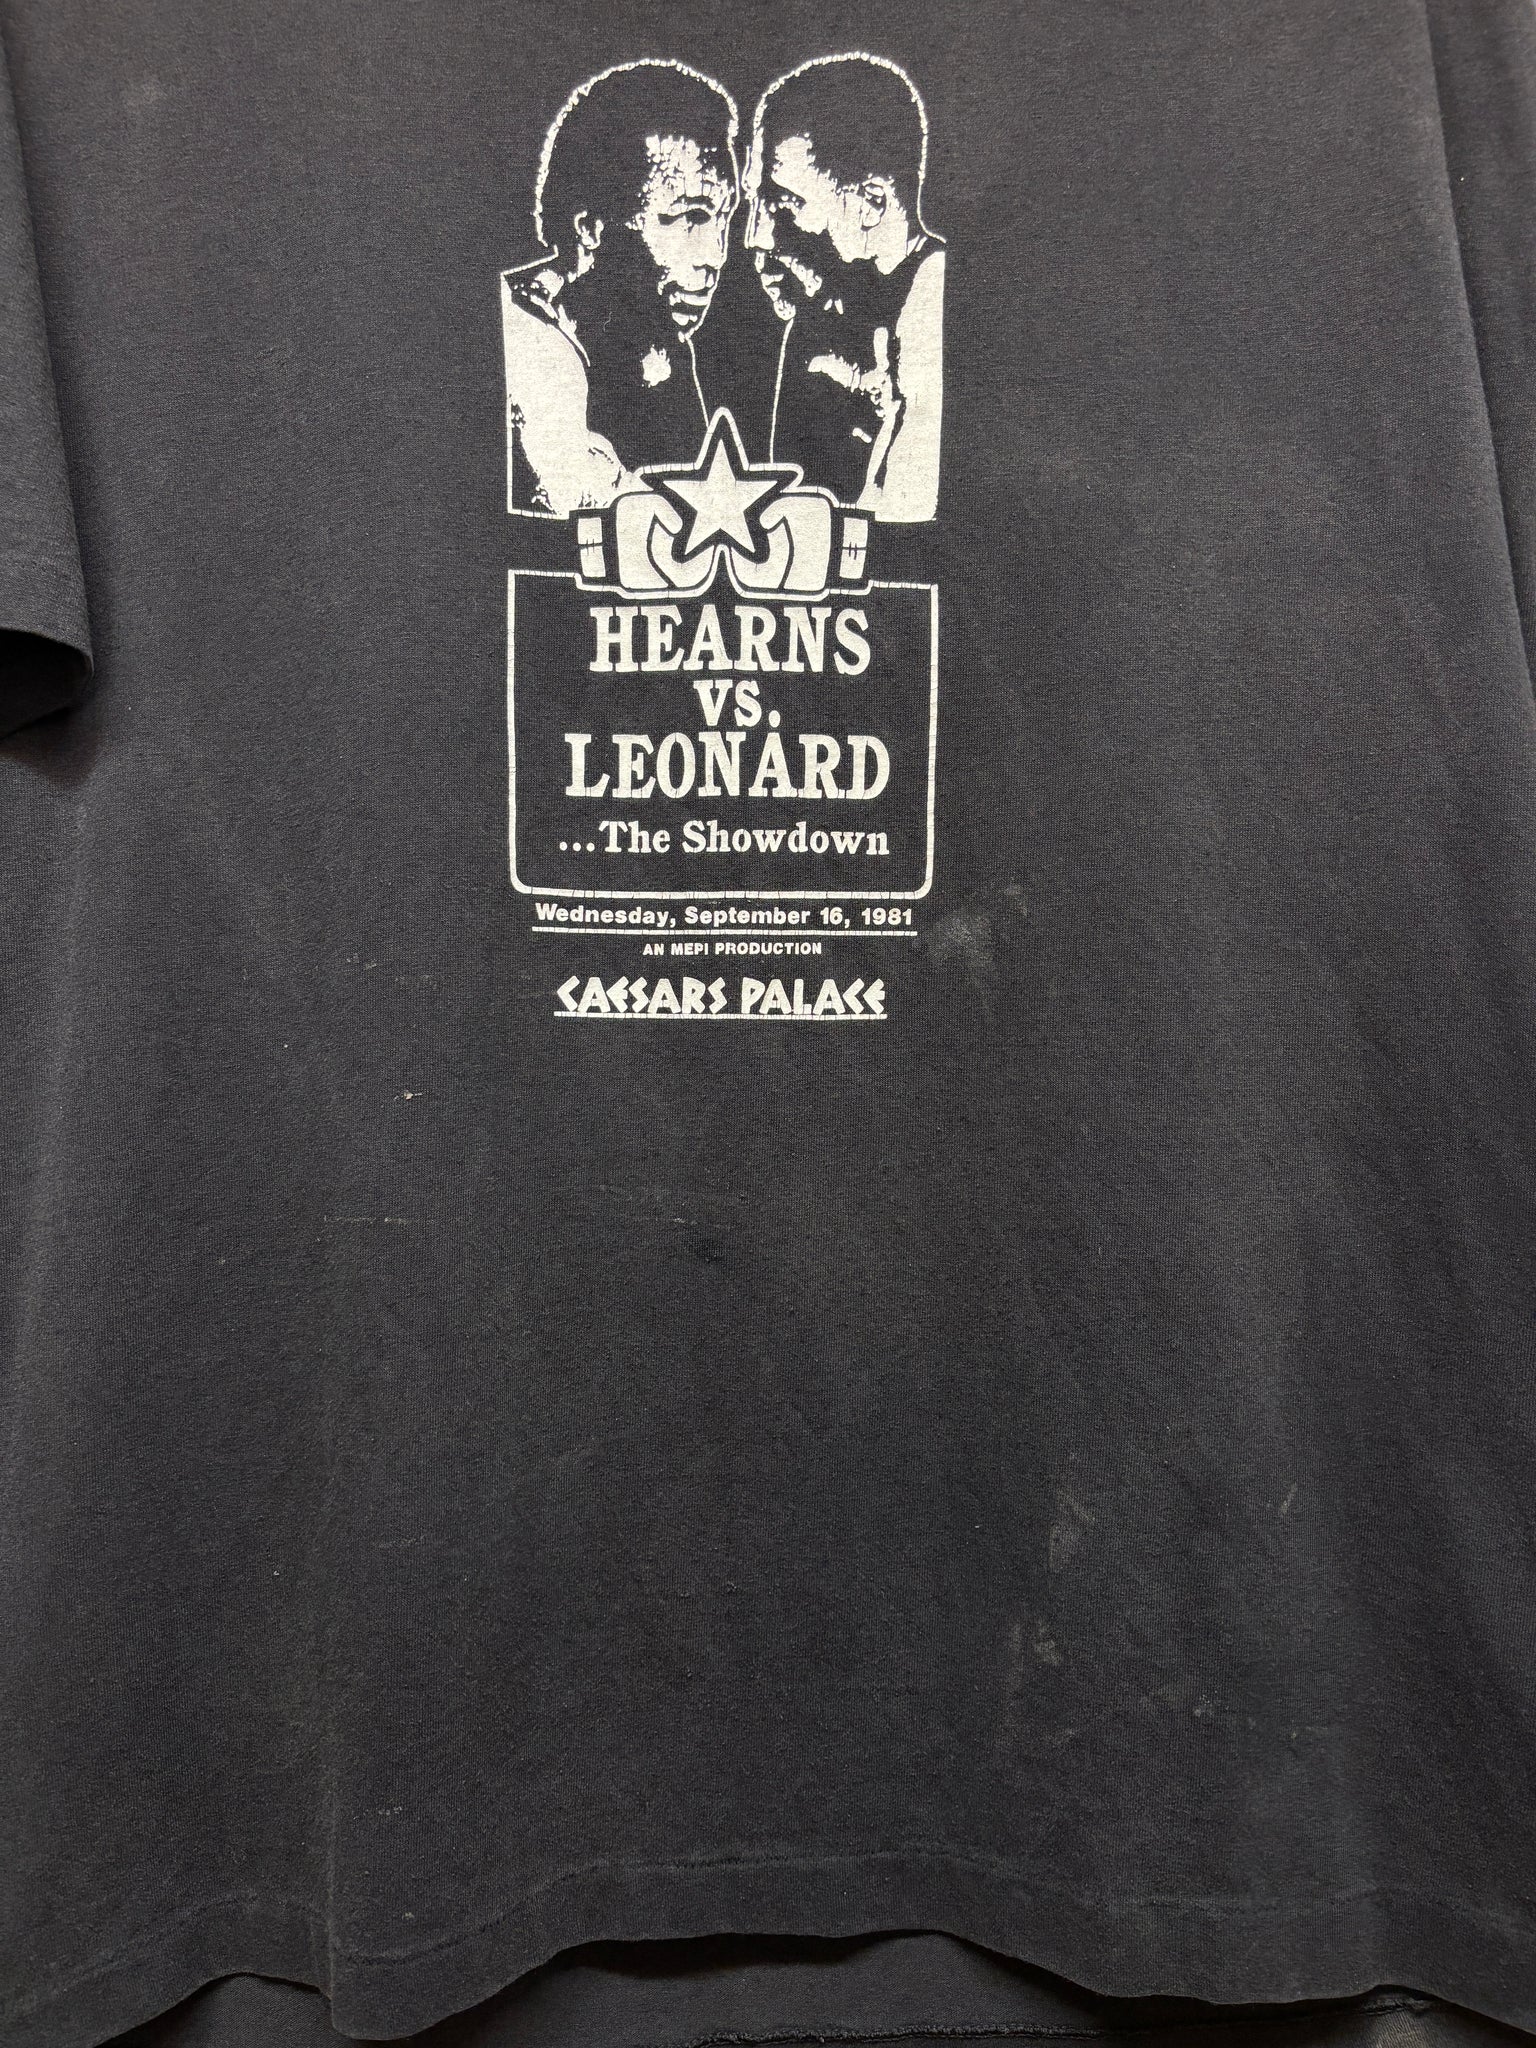 HEARNS
VS.
LEONARD
...The Showdown
Wednesday, September 16, 1981
AN MEPI PRODUCTION
CAESARS PALACE